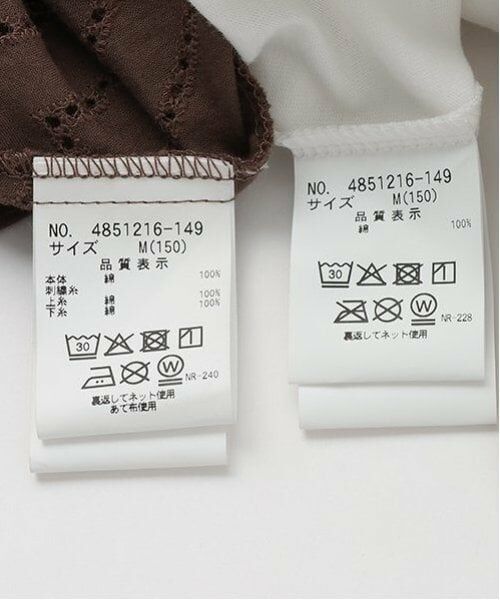 NO. 4851216-149
サイズ M(150)
品質表示
本体 綿 100%
刺繍糸
上糸 綿 100%
下糸 綿 100%
30
W
NR-240
裏返してネット使用
あて布使用
NO. 4851216-149
サイズ M(150)
品質表示
綿 100%
30
W
NR-228
裏返してネット使用